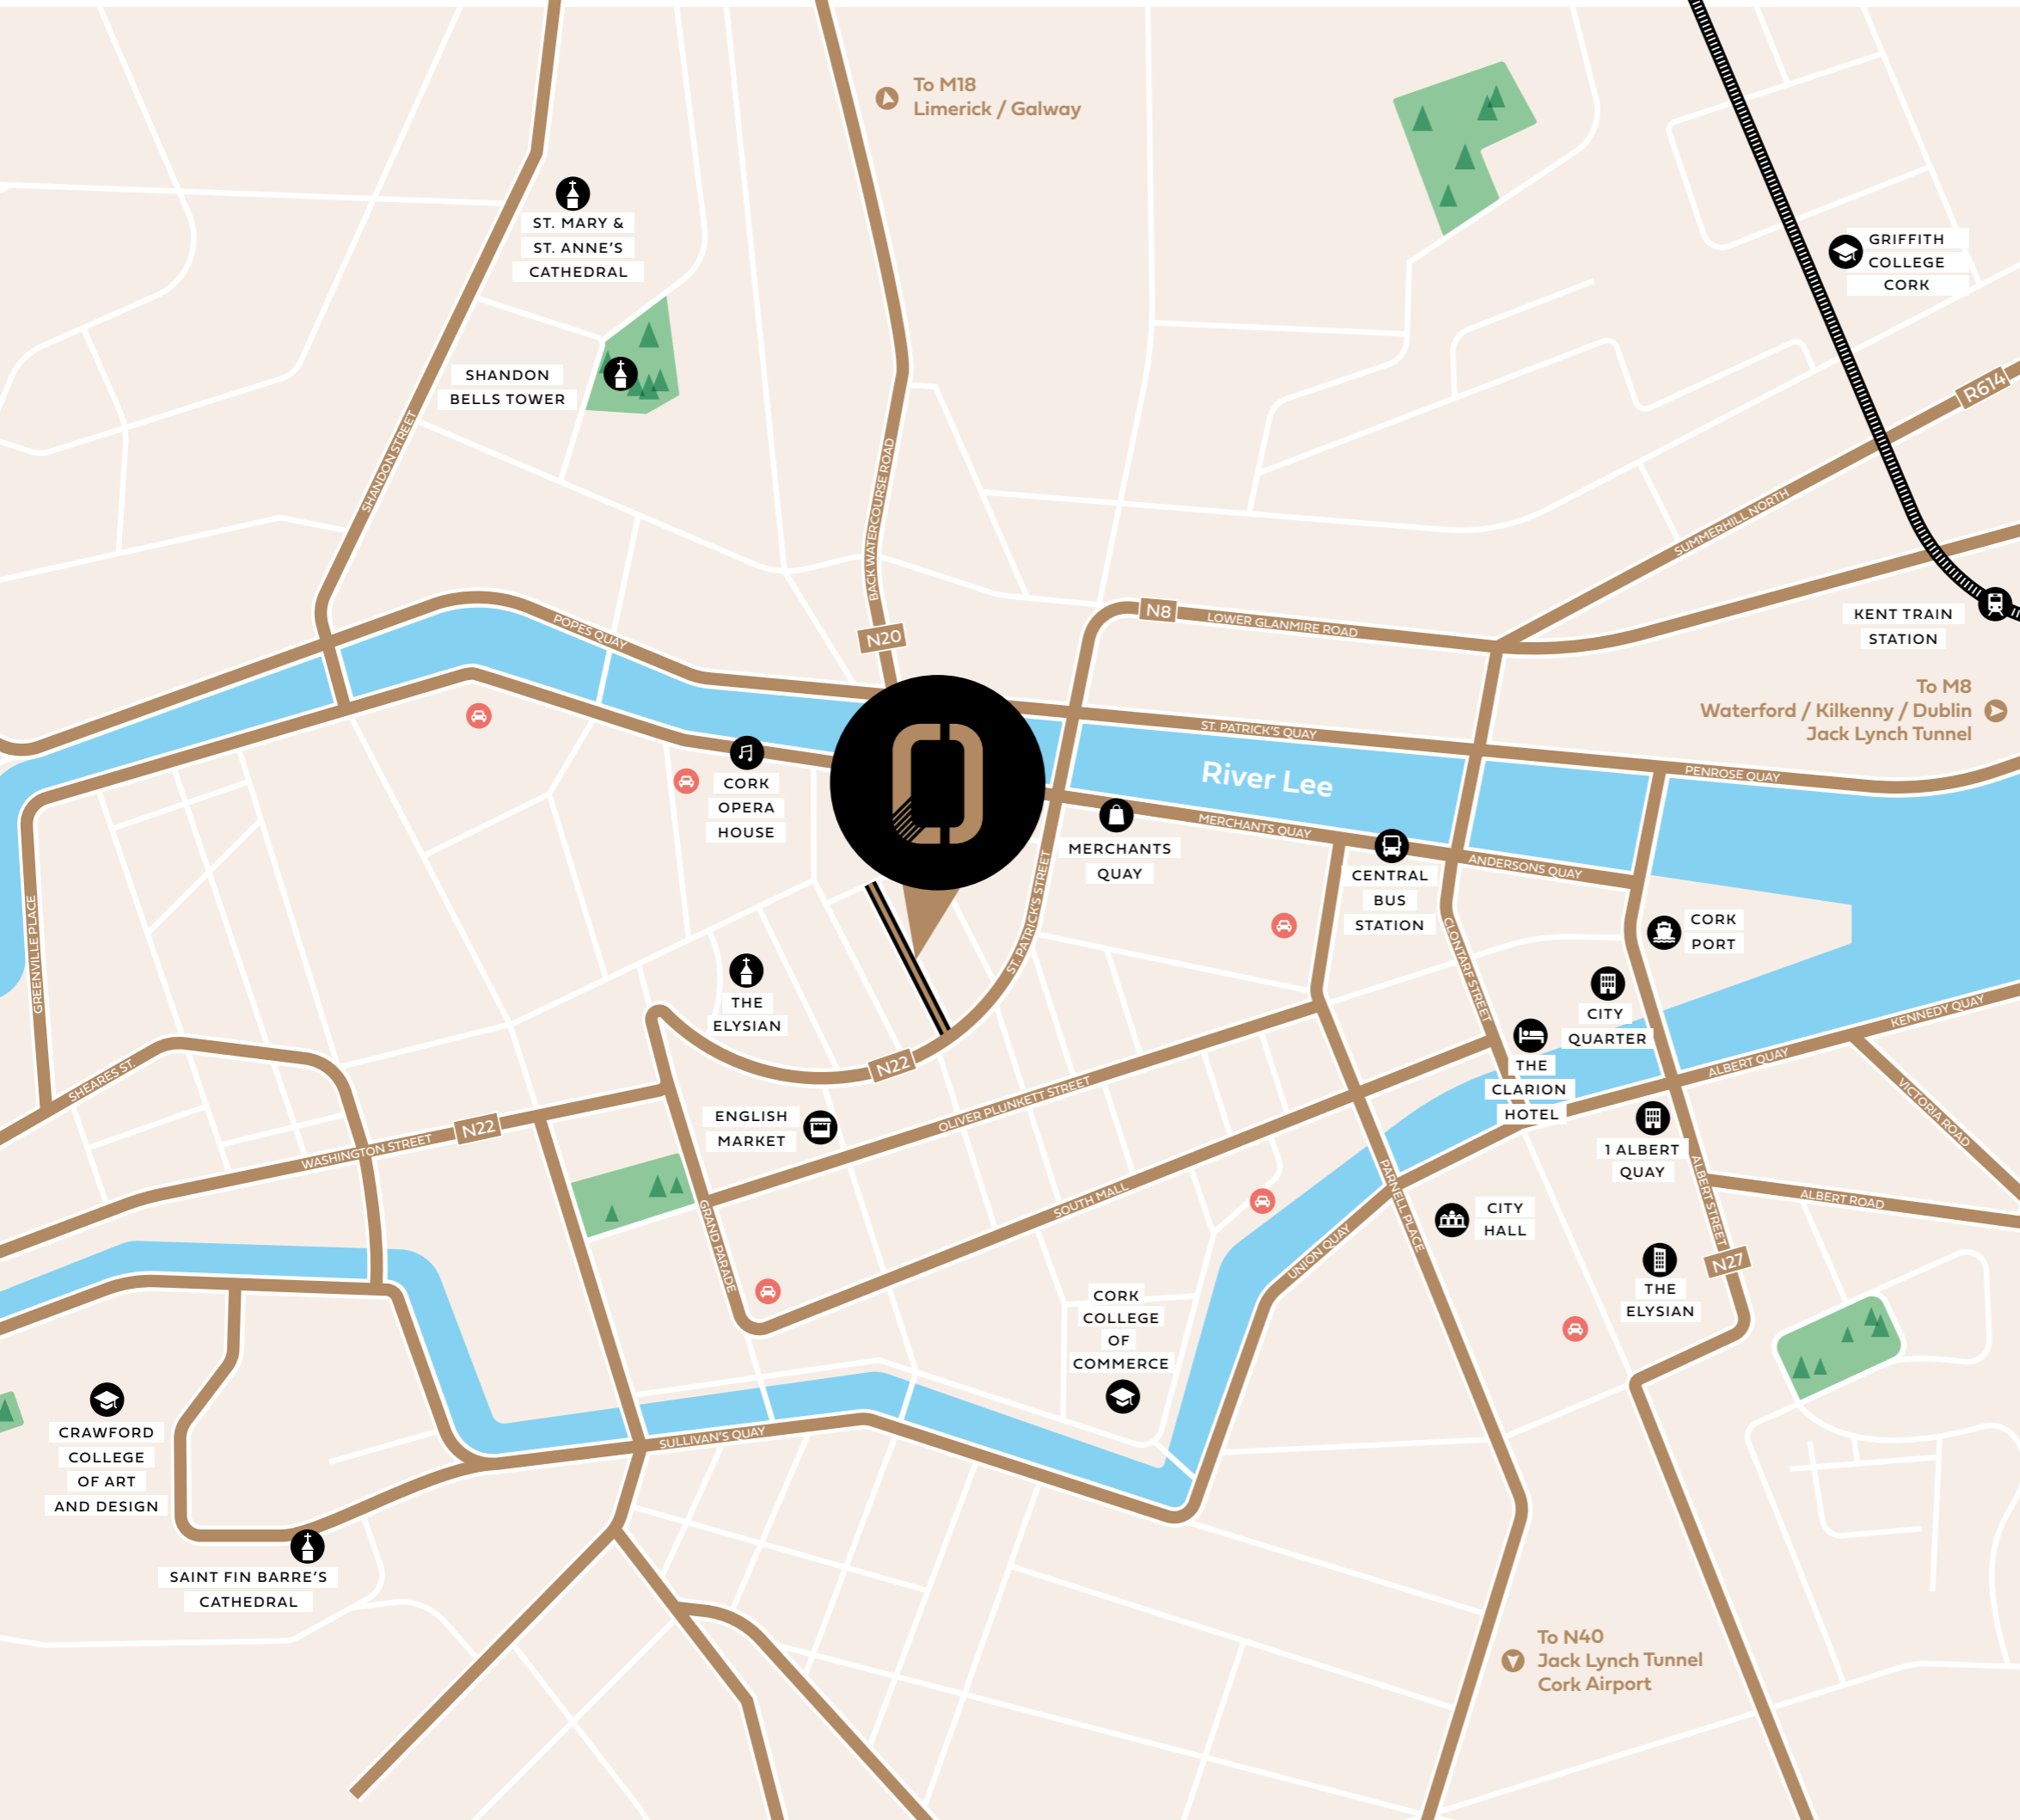 To M18
Limerick / Galway
ST. MARY &
ST. ANNE'S
CATHEDRAL
GRIFFITH
COLLEGE
CORK
SHANDON
BELLS TOWER
R614
SHANDON STREET
BACK WATERCOURSE ROAD
SUMMERHILL NORTH
N8
LOWER GLANMIRE ROAD
KENT TRAIN
STATION
POPES QUAY
N20
To M8
Waterford / Kilkenny / Dublin
Jack Lynch Tunnel
ST. PATRICK'S QUAY
PENROSE QUAY
River Lee
CORK
OPERA
HOUSE
MERCHANTS QUAY
MERCHANTS
QUAY
ANDERSONS QUAY
CENTRAL
BUS
STATION
GREENVILLE PLACE
ST. PATRICK'S STREET
CLONTARF STREET
CORK
PORT
THE
ELYSIAN
CITY
QUARTER
KENNEDY QUAY
SHEARES ST.
N22
THE
CLARION
HOTEL
ALBERT QUAY
VICTORIA ROAD
ENGLISH
MARKET
OLIVER PLUNKETT STREET
N22
WASHINGTON STREET
1 ALBERT
QUAY
ALBERT STREET
ALBERT ROAD
GRAND PARADE
SOUTH MALL
PARNELL PLACE
CITY
HALL
UNION QUAY
N27
THE
ELYSIAN
CORK
COLLEGE
OF
COMMERCE
CRAWFORD
COLLEGE
OF ART
AND DESIGN
SULLIVAN'S QUAY
SAINT FIN BARRE'S
CATHEDRAL
To N40
Jack Lynch Tunnel
Cork Airport